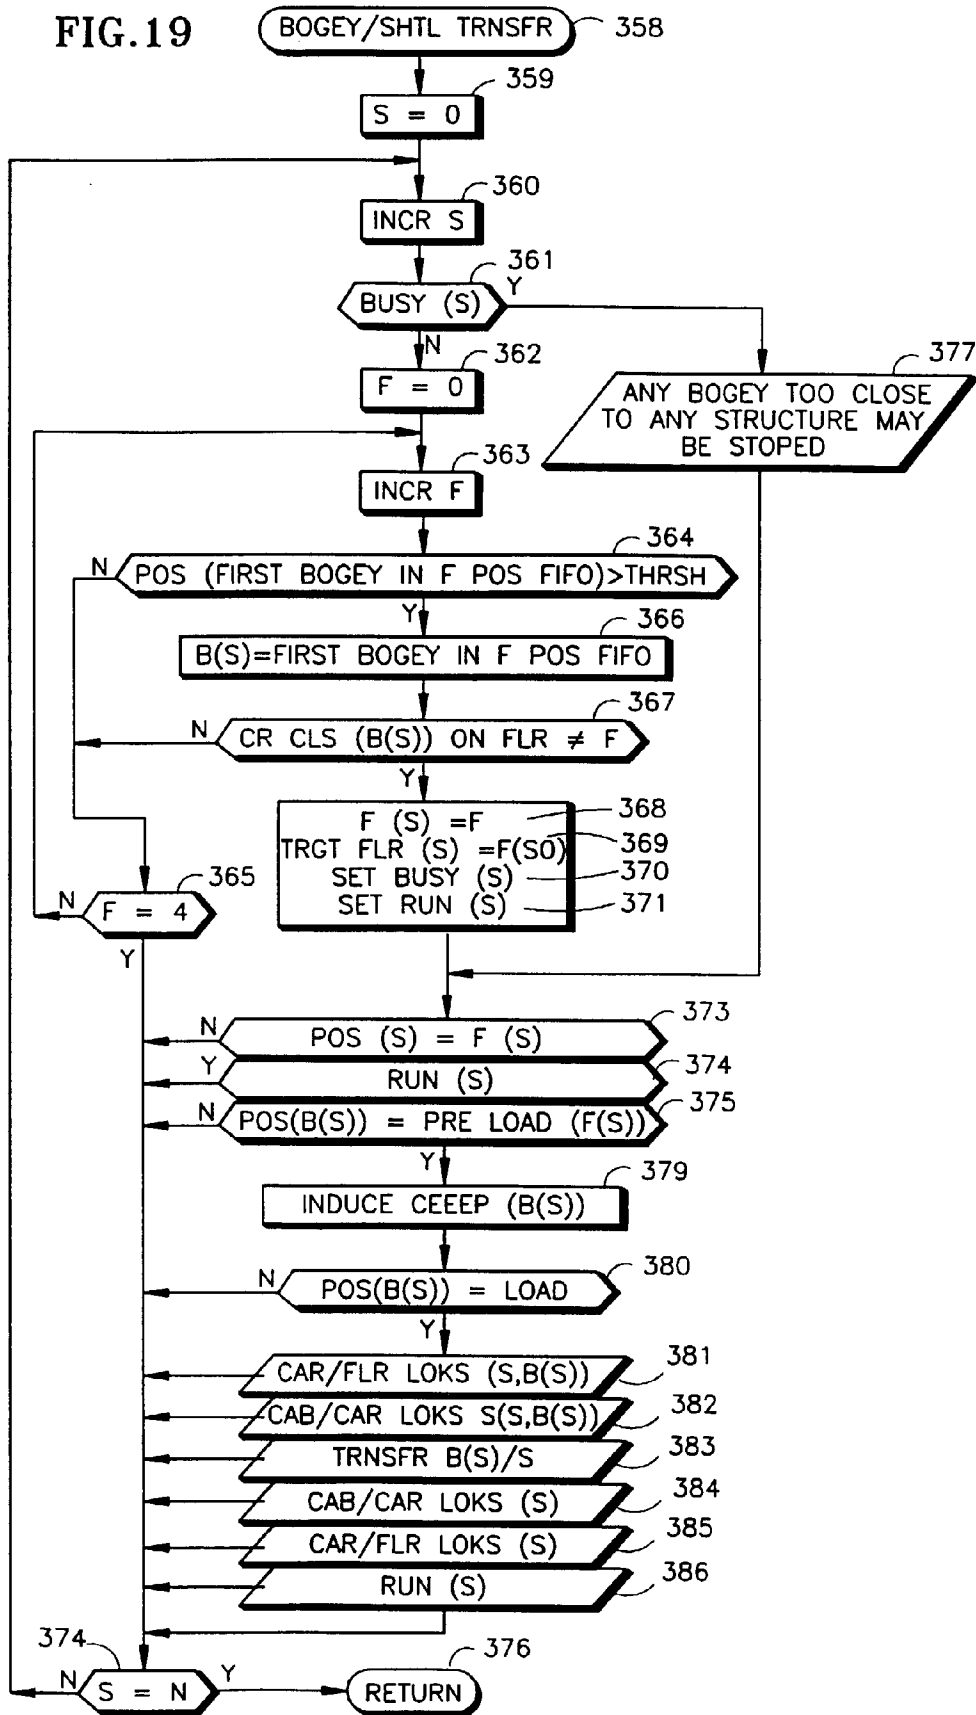 FIG.19
BOGEY/SHTL TRNSFR
358
359
S = 0
360
INCR S
361
BUSY (S)
Y
N
362
F = 0
377
ANY BOGEY TOO CLOSE
TO ANY STRUCTURE MAY
BE STOPED
363
INCR F
364
N
POS (FIRST BOGEY IN F POS FIFO)>THRSH
Y
366
B(S)=FIRST BOGEY IN F POS FIFO
367
N
CR CLS (B(S)) ON FLR ≠ F
Y
F (S) =F
368
TRGT FLR (S) =F(S0)
369
SET BUSY (S)
370
SET RUN (S)
371
365
N
F = 4
Y
373
N
POS (S) = F (S)
374
Y
RUN (S)
375
N
POS(B(S)) = PRE LOAD (F(S))
Y
379
INDUCE CEEEP (B(S))
380
N
POS(B(S)) = LOAD
Y
CAR/FLR LOKS (S,B(S))
381
CAB/CAR LOKS S(S,B(S))
382
TRNSFR B(S)/S
383
CAB/CAR LOKS (S)
384
CAR/FLR LOKS (S)
385
RUN (S)
386
374
N
S = N
Y
376
RETURN